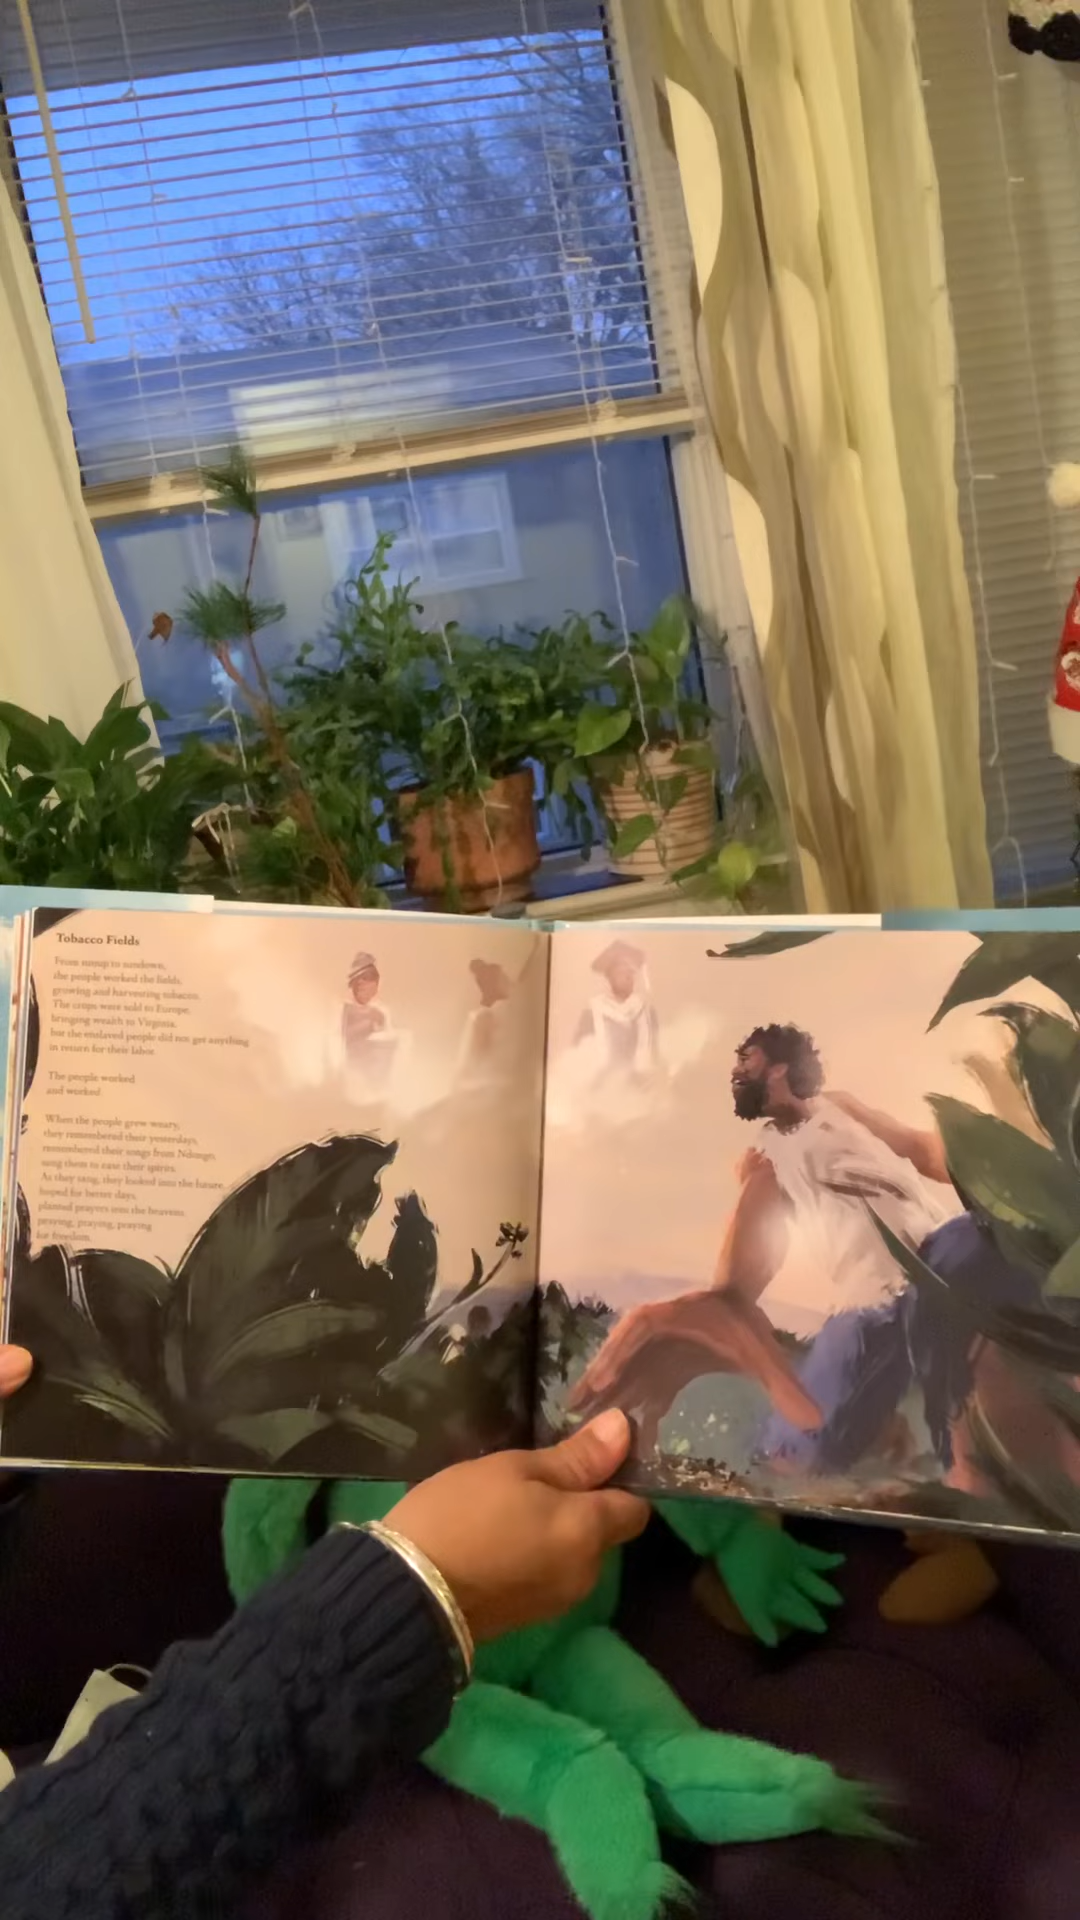 Tobacco Fields
From sunup to sundown,
the people worked the fields,
growing and harvesting tobacco.
The crops were sold to Europe,
bringing wealth to Virginia,
but the enslaved people did not get anything
in return for their labor.
The people worked
and worked.
When the people grew weary,
they remembered their yesterdays,
remembered their songs from Ndongo,
sang them to ease their spirits.
As they sang, they looked into the future,
hoped for better days,
planted prayers into the heavens,
praying, praying, praying
for freedom.